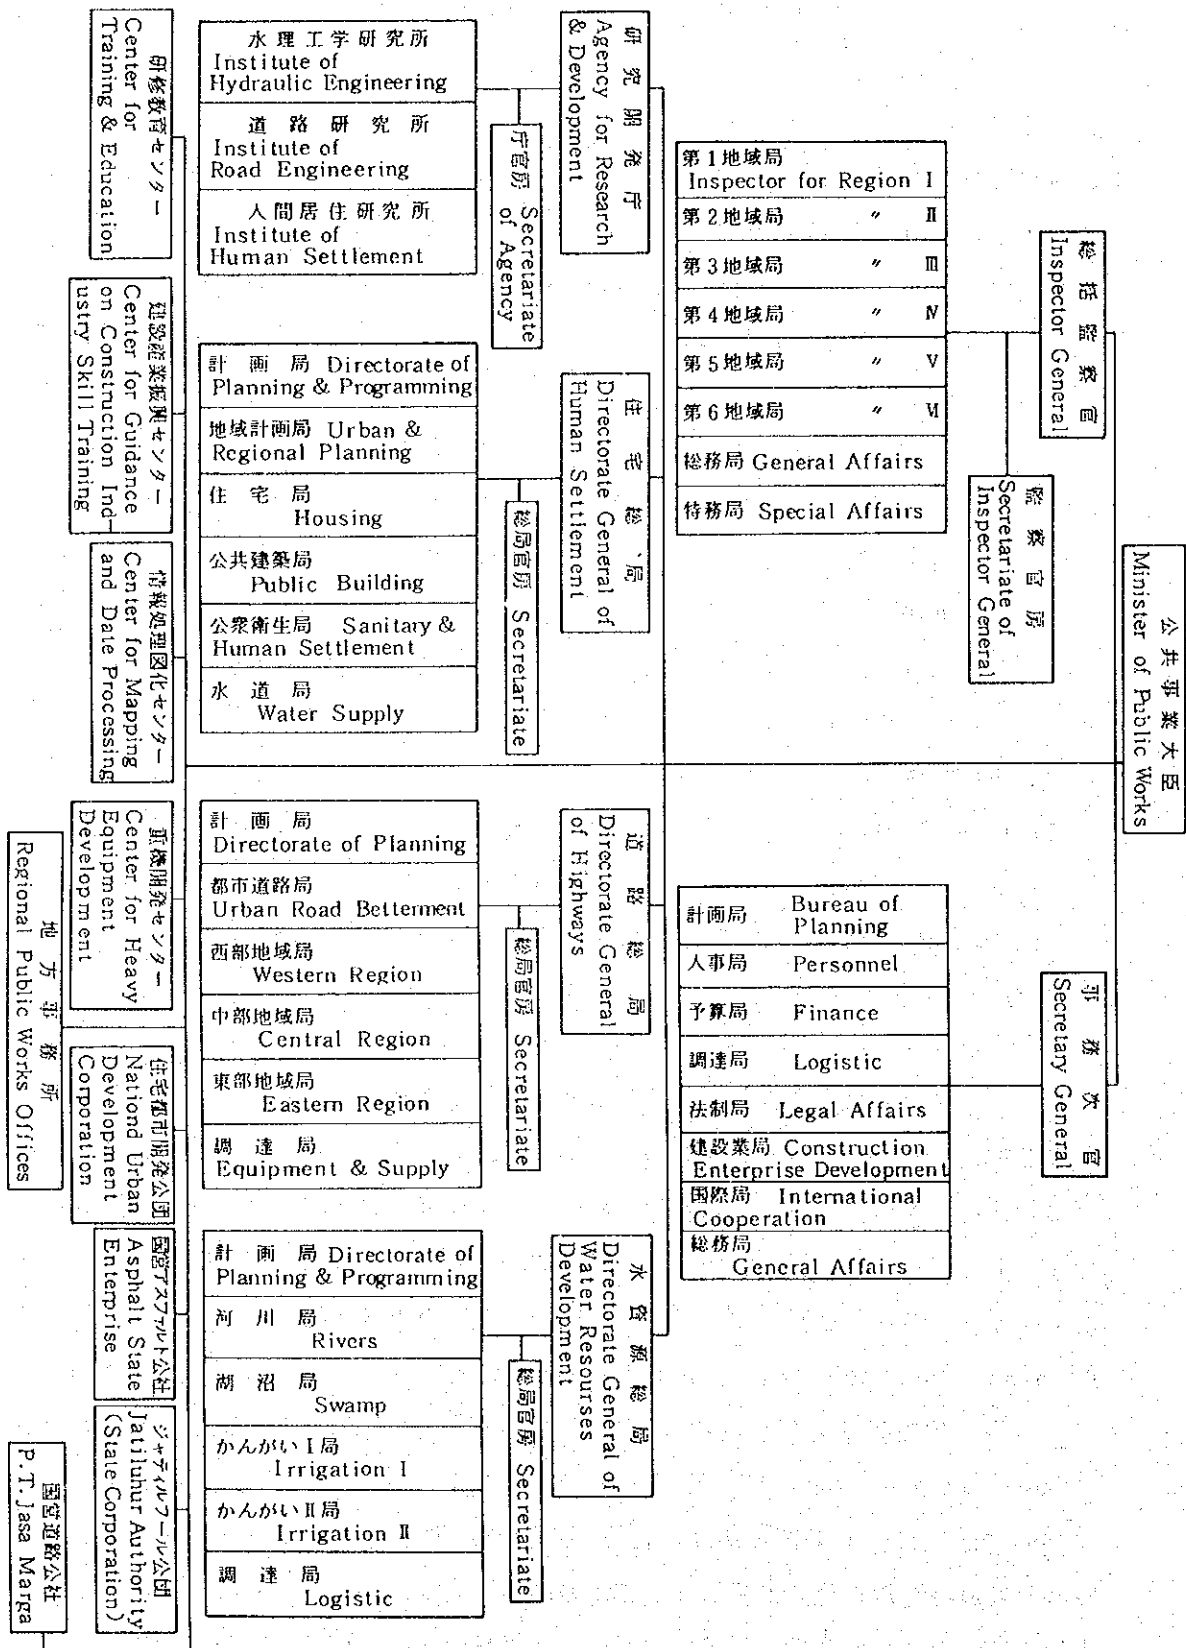 公共事業大臣
Minister of Public Works
総括監察官
Inspector General
監察官房
Secretariate of
Inspector General
事務次官
Secretary General
第1地域局
Inspector for Region I
第2地域局 〃 II
第3地域局 〃 III
第4地域局 〃 IV
第5地域局 〃 V
第6地域局 〃 VI
総務局 General Affairs
特務局 Special Affairs
計画局 Bureau of
Planning
人事局 Personnel
予算局 Finance
調達局 Logistic
法制局 Legal Affairs
建設業局 Construction
Enterprise Development
国際局 International
Cooperation
総務局
General Affairs
研究開発庁
Agency for Research
& Development
庁官房 Secretariate
of Agency
水理工学研究所
Institute of
Hydraulic Engineering
道路研究所
Institute of
Road Engineering
人間居住研究所
Institute of
Human Settlement
住宅総局
Directorate General of
Human Settlement
総局官房 Secretariate
計画局 Directorate of
Planning & Programming
地域計画局 Urban &
Regional Planning
住宅局
Housing
公共建築局
Public Building
公衆衛生局 Sanitary &
Human Settlement
水道局
Water Supply
道路総局
Directorate General
of Highways
総局官房 Secretariate
計画局
Directorate of Planning
都市道路局
Urban Road Betterment
西部地域局
Western Region
中部地域局
Central Region
東部地域局
Eastern Region
調達局
Equipment & Supply
水資源総局
Directorate General of
Water Resourses
Development
総局官房 Secretariate
計画局 Directorate of
Planning & Programming
河川局
Rivers
湖沼局
Swamp
かんがいI局
Irrigation I
かんがいII局
Irrigation II
調達局
Logistic
研修教育センター
Center for
Training & Education
建設産業振興センター
Center for Guidance
on Construction Ind-
ustry Skill Training
情報処理図化センター
Center for Mapping
and Date Processing
重機開発センター
Center for Heavy
Equipment
Development
住宅都市開発公団
Nationd Urban
Development
Corporation
国営アスファルト公社
Asphalt State
Enterprise
ジャティルフール公団
Jatiluhur Authority
(State Corporation)
地方事務所
Regional Public Works Offices
国営道路公社
P.T. Jasa Marga